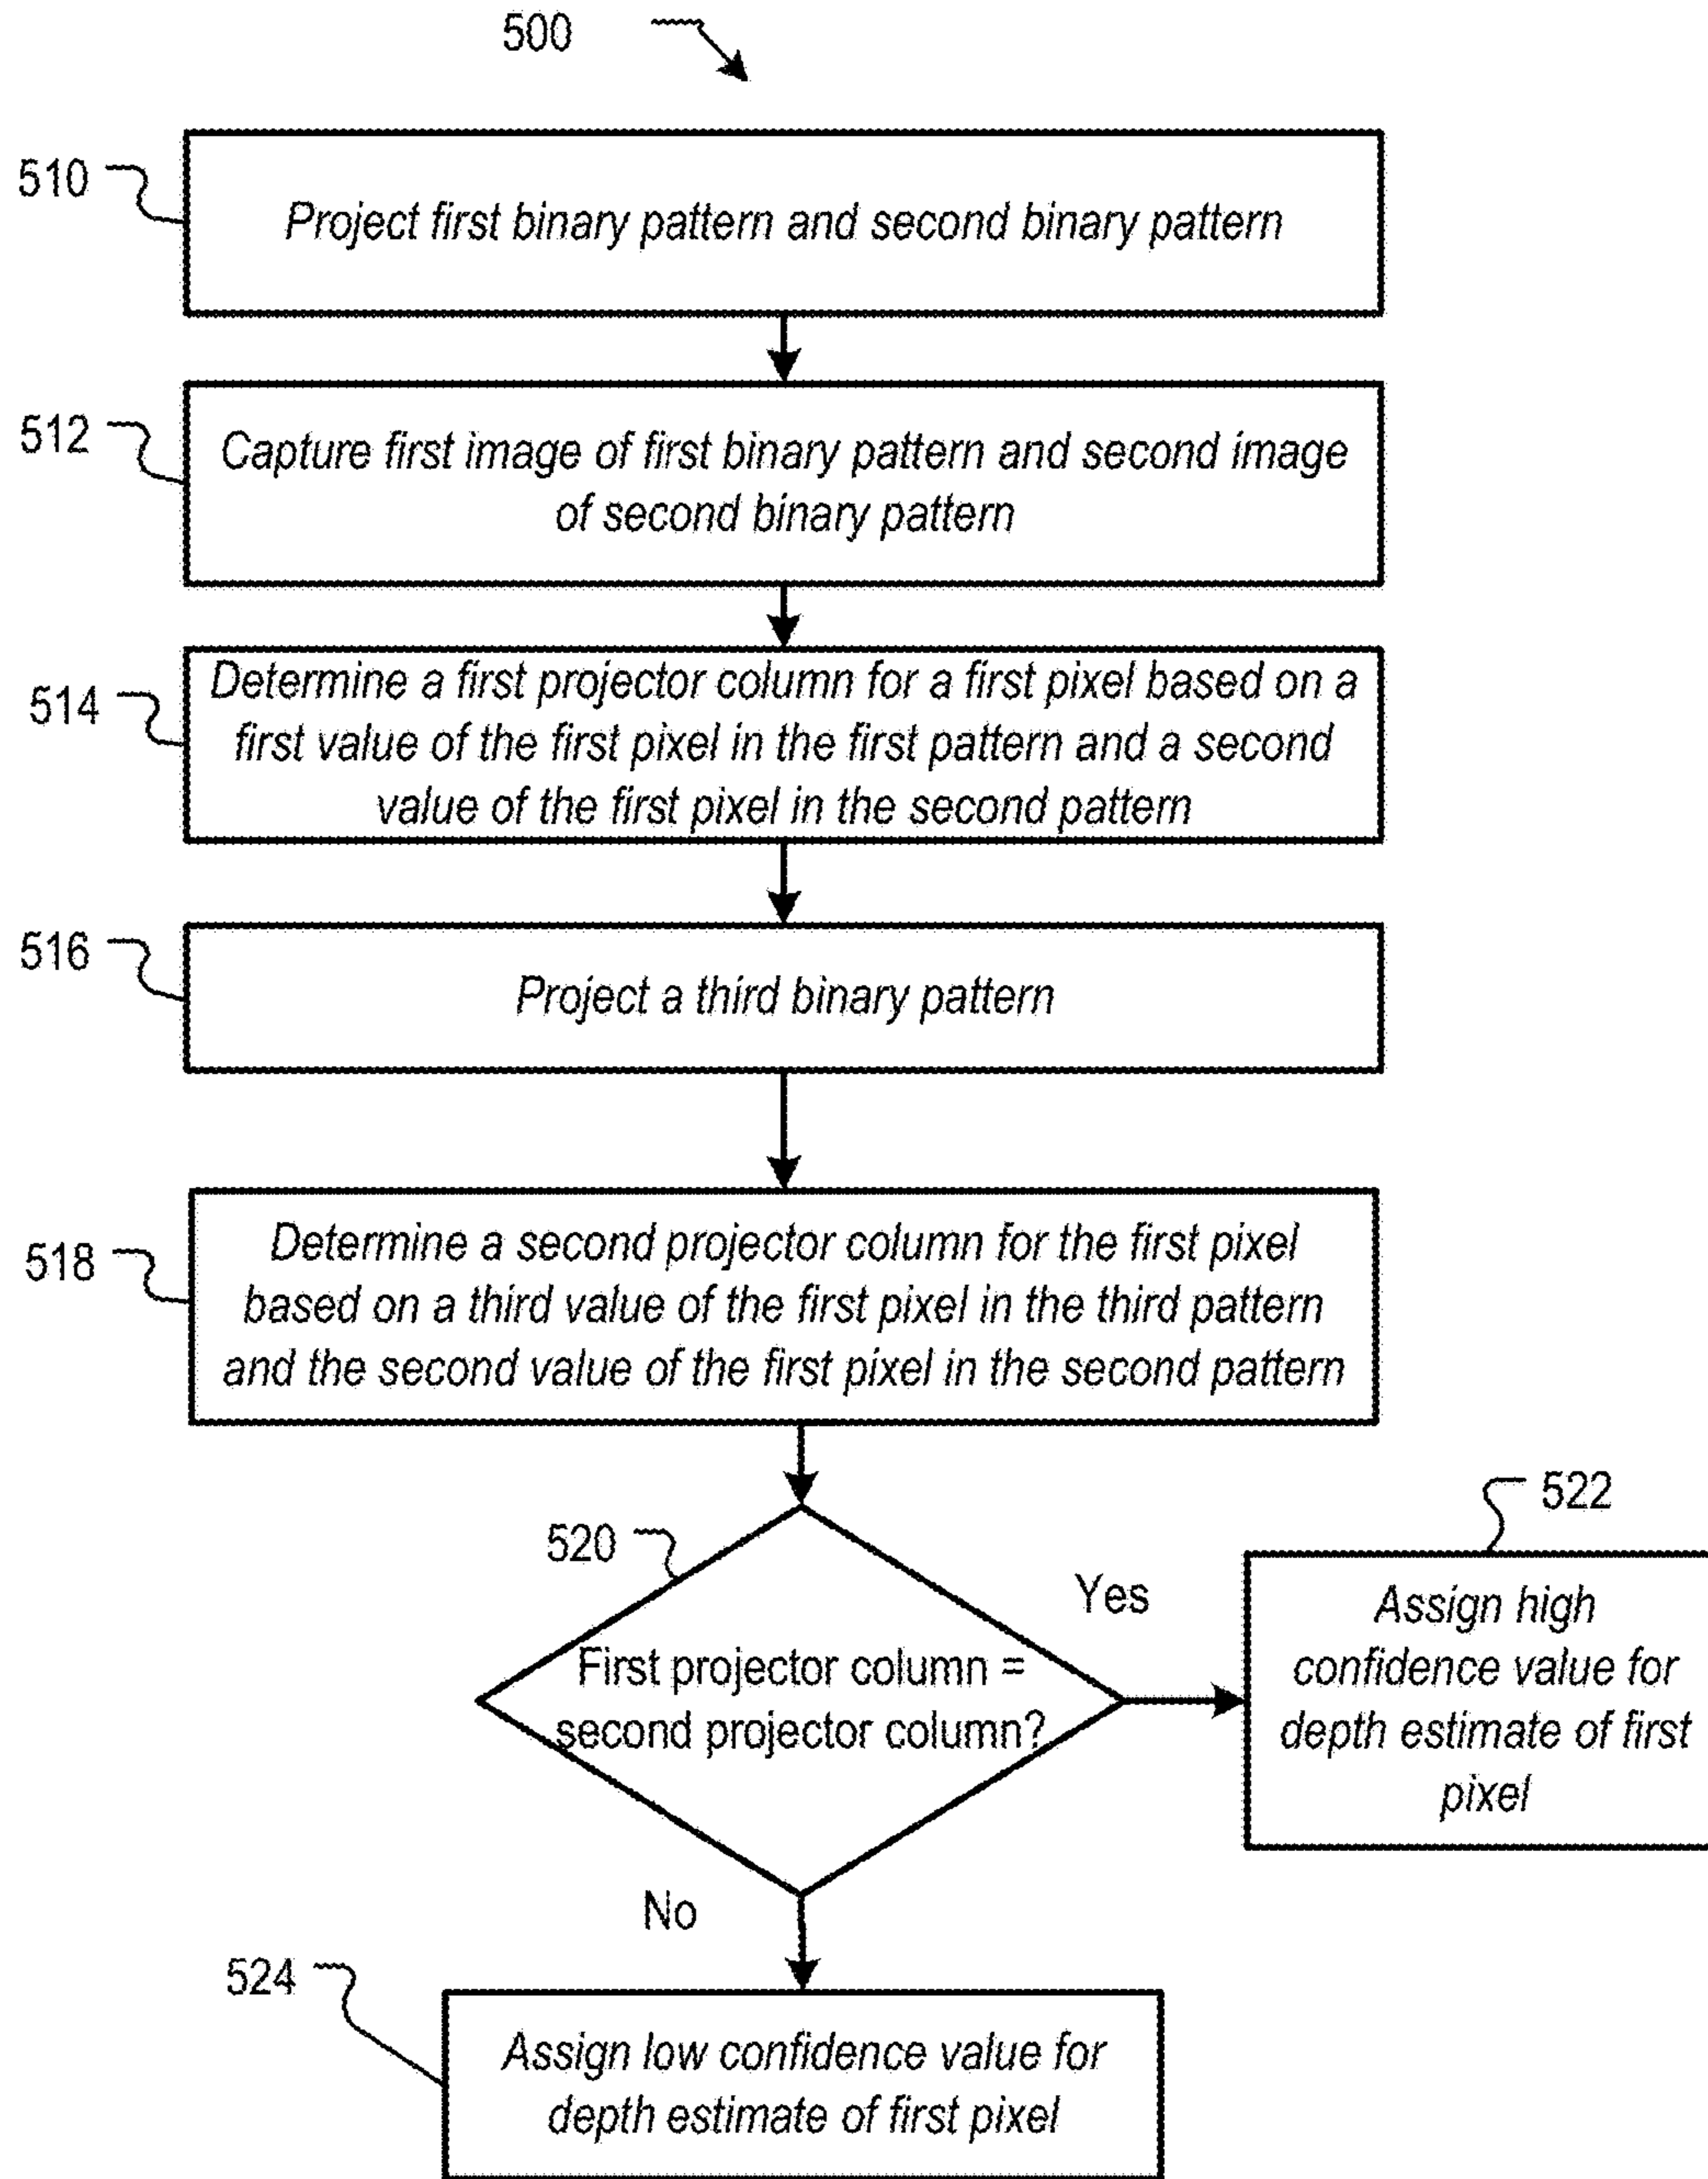 500
510
Project first binary pattern and second binary pattern
512
Capture first image of first binary pattern and second image
of second binary pattern
514
Determine a first projector column for a first pixel based on a
first value of the first pixel in the first pattern and a second
value of the first pixel in the second pattern
516
Project a third binary pattern
518
Determine a second projector column for the first pixel
based on a third value of the first pixel in the third pattern
and the second value of the first pixel in the second pattern
520
First projector column =
second projector column?
Yes
522
Assign high
confidence value for
depth estimate of first
pixel
No
524
Assign low confidence value for
depth estimate of first pixel